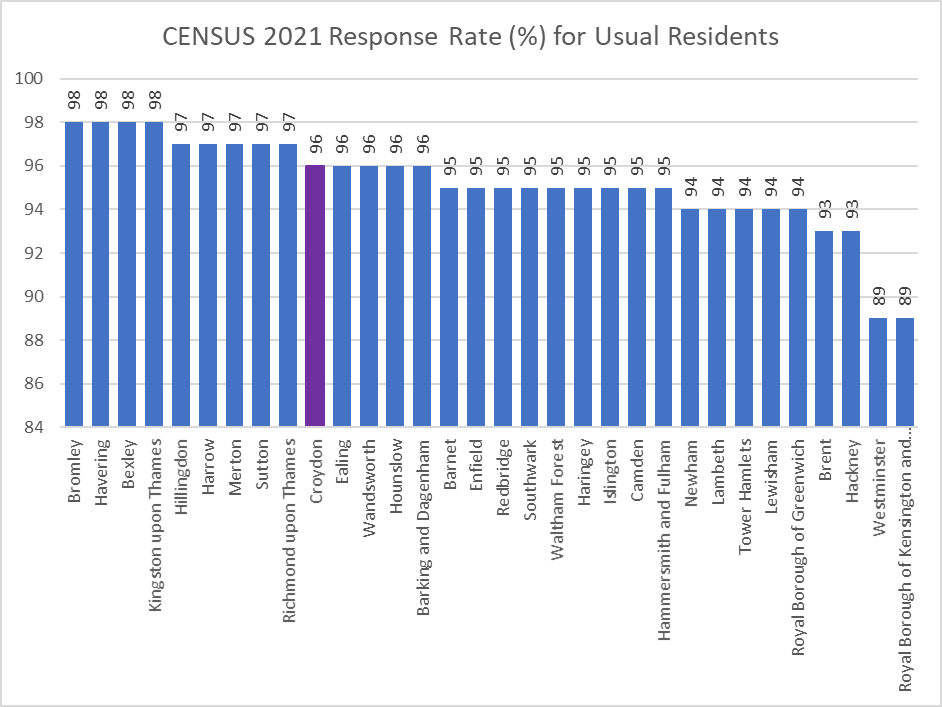 CENSUS 2021 Response Rate (%) for Usual Residents
100
98
96
94
92
90
88
86
84
98
98
98
98
97
97
97
97
97
96
96
96
96
96
95
95
95
95
95
95
95
95
95
94
94
94
94
94
93
93
89
89
Bromley
Havering
Bexley
Kingston upon Thames
Hillingdon
Harrow
Merton
Sutton
Richmond upon Thames
Croydon
Ealing
Wandsworth
Hounslow
Barking and Dagenham
Barnet
Enfield
Redbridge
Southwark
Waltham Forest
Haringey
Islington
Camden
Hammersmith and Fulham
Newham
Lambeth
Tower Hamlets
Lewisham
Royal Borough of Greenwich
Brent
Hackney
Westminster
Royal Borough of Kensington and...